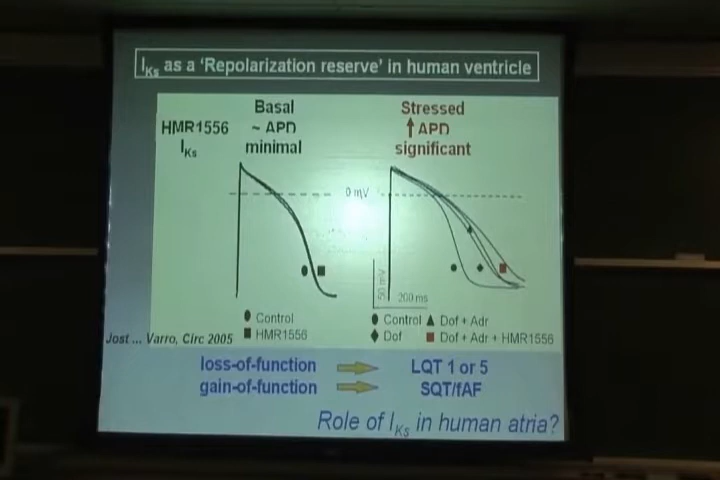 IKs as a 'Repolarization reserve' in human ventricle
HMR1556
IKs
Basal
~ APD
minimal
Stressed
↑ APD
significant
0 mV
50 mV
200 ms
● Control
■ HMR1556
● Control ▲ Dof + Adr
◆ Dof ■ Dof + Adr + HMR1556
Jost ... Varro, Circ 2005
loss-of-function ⇨ LQT 1 or 5
gain-of-function ⇨ SQT/fAF
Role of IKs in human atria?